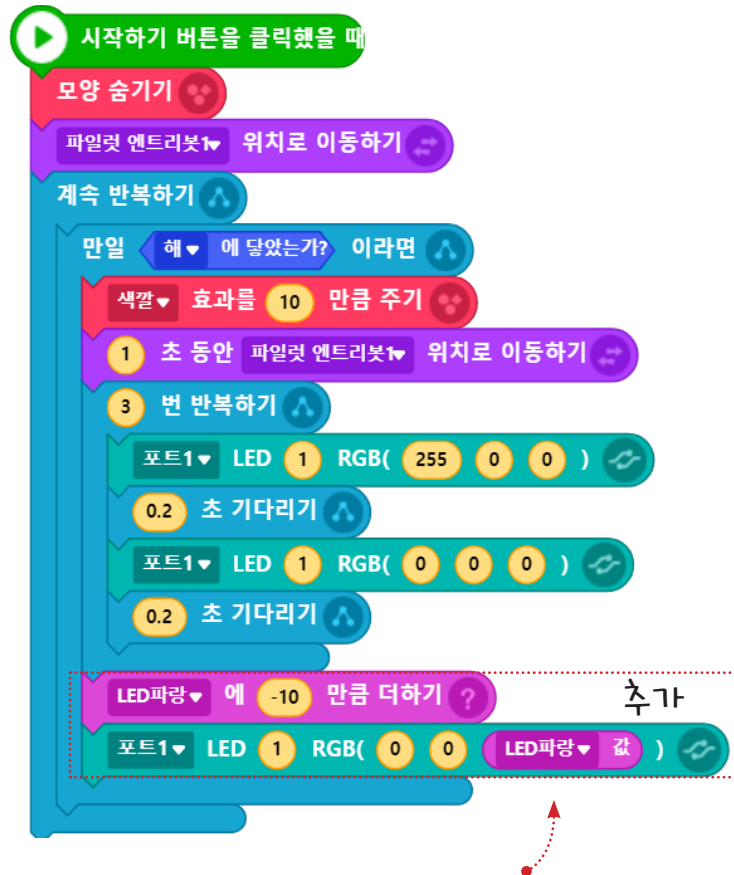 시작하기 버튼을 클릭했을 때
모양 숨기기
파일럿 엔트리봇1▼ 위치로 이동하기
계속 반복하기
만일 해▼ 에 닿았는가? 이라면
색깔▼ 효과를 10 만큼 주기
1 초 동안 파일럿 엔트리봇1▼ 위치로 이동하기
3 번 반복하기
포트1▼ LED 1 RGB( 255 0 0 )
0.2 초 기다리기
포트1▼ LED 1 RGB( 0 0 0 )
0.2 초 기다리기
LED파랑▼ 에 -10 만큼 더하기 ? 추가
포트1▼ LED 1 RGB( 0 0 LED파랑▼ 값 )